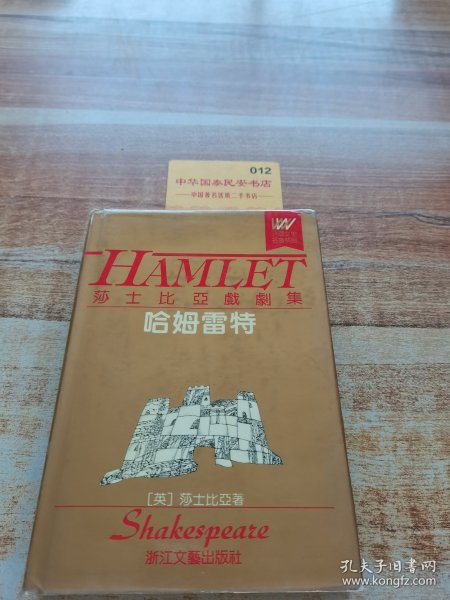 012
中华国泰民安书店
中国著名透第二手书店
HAMLET
莎士比亞戲劇集
哈姆雷特
[英]莎士比亞著
Shakespeare
浙江文藝出版社
孔夫子旧书网
www.kongfz.com